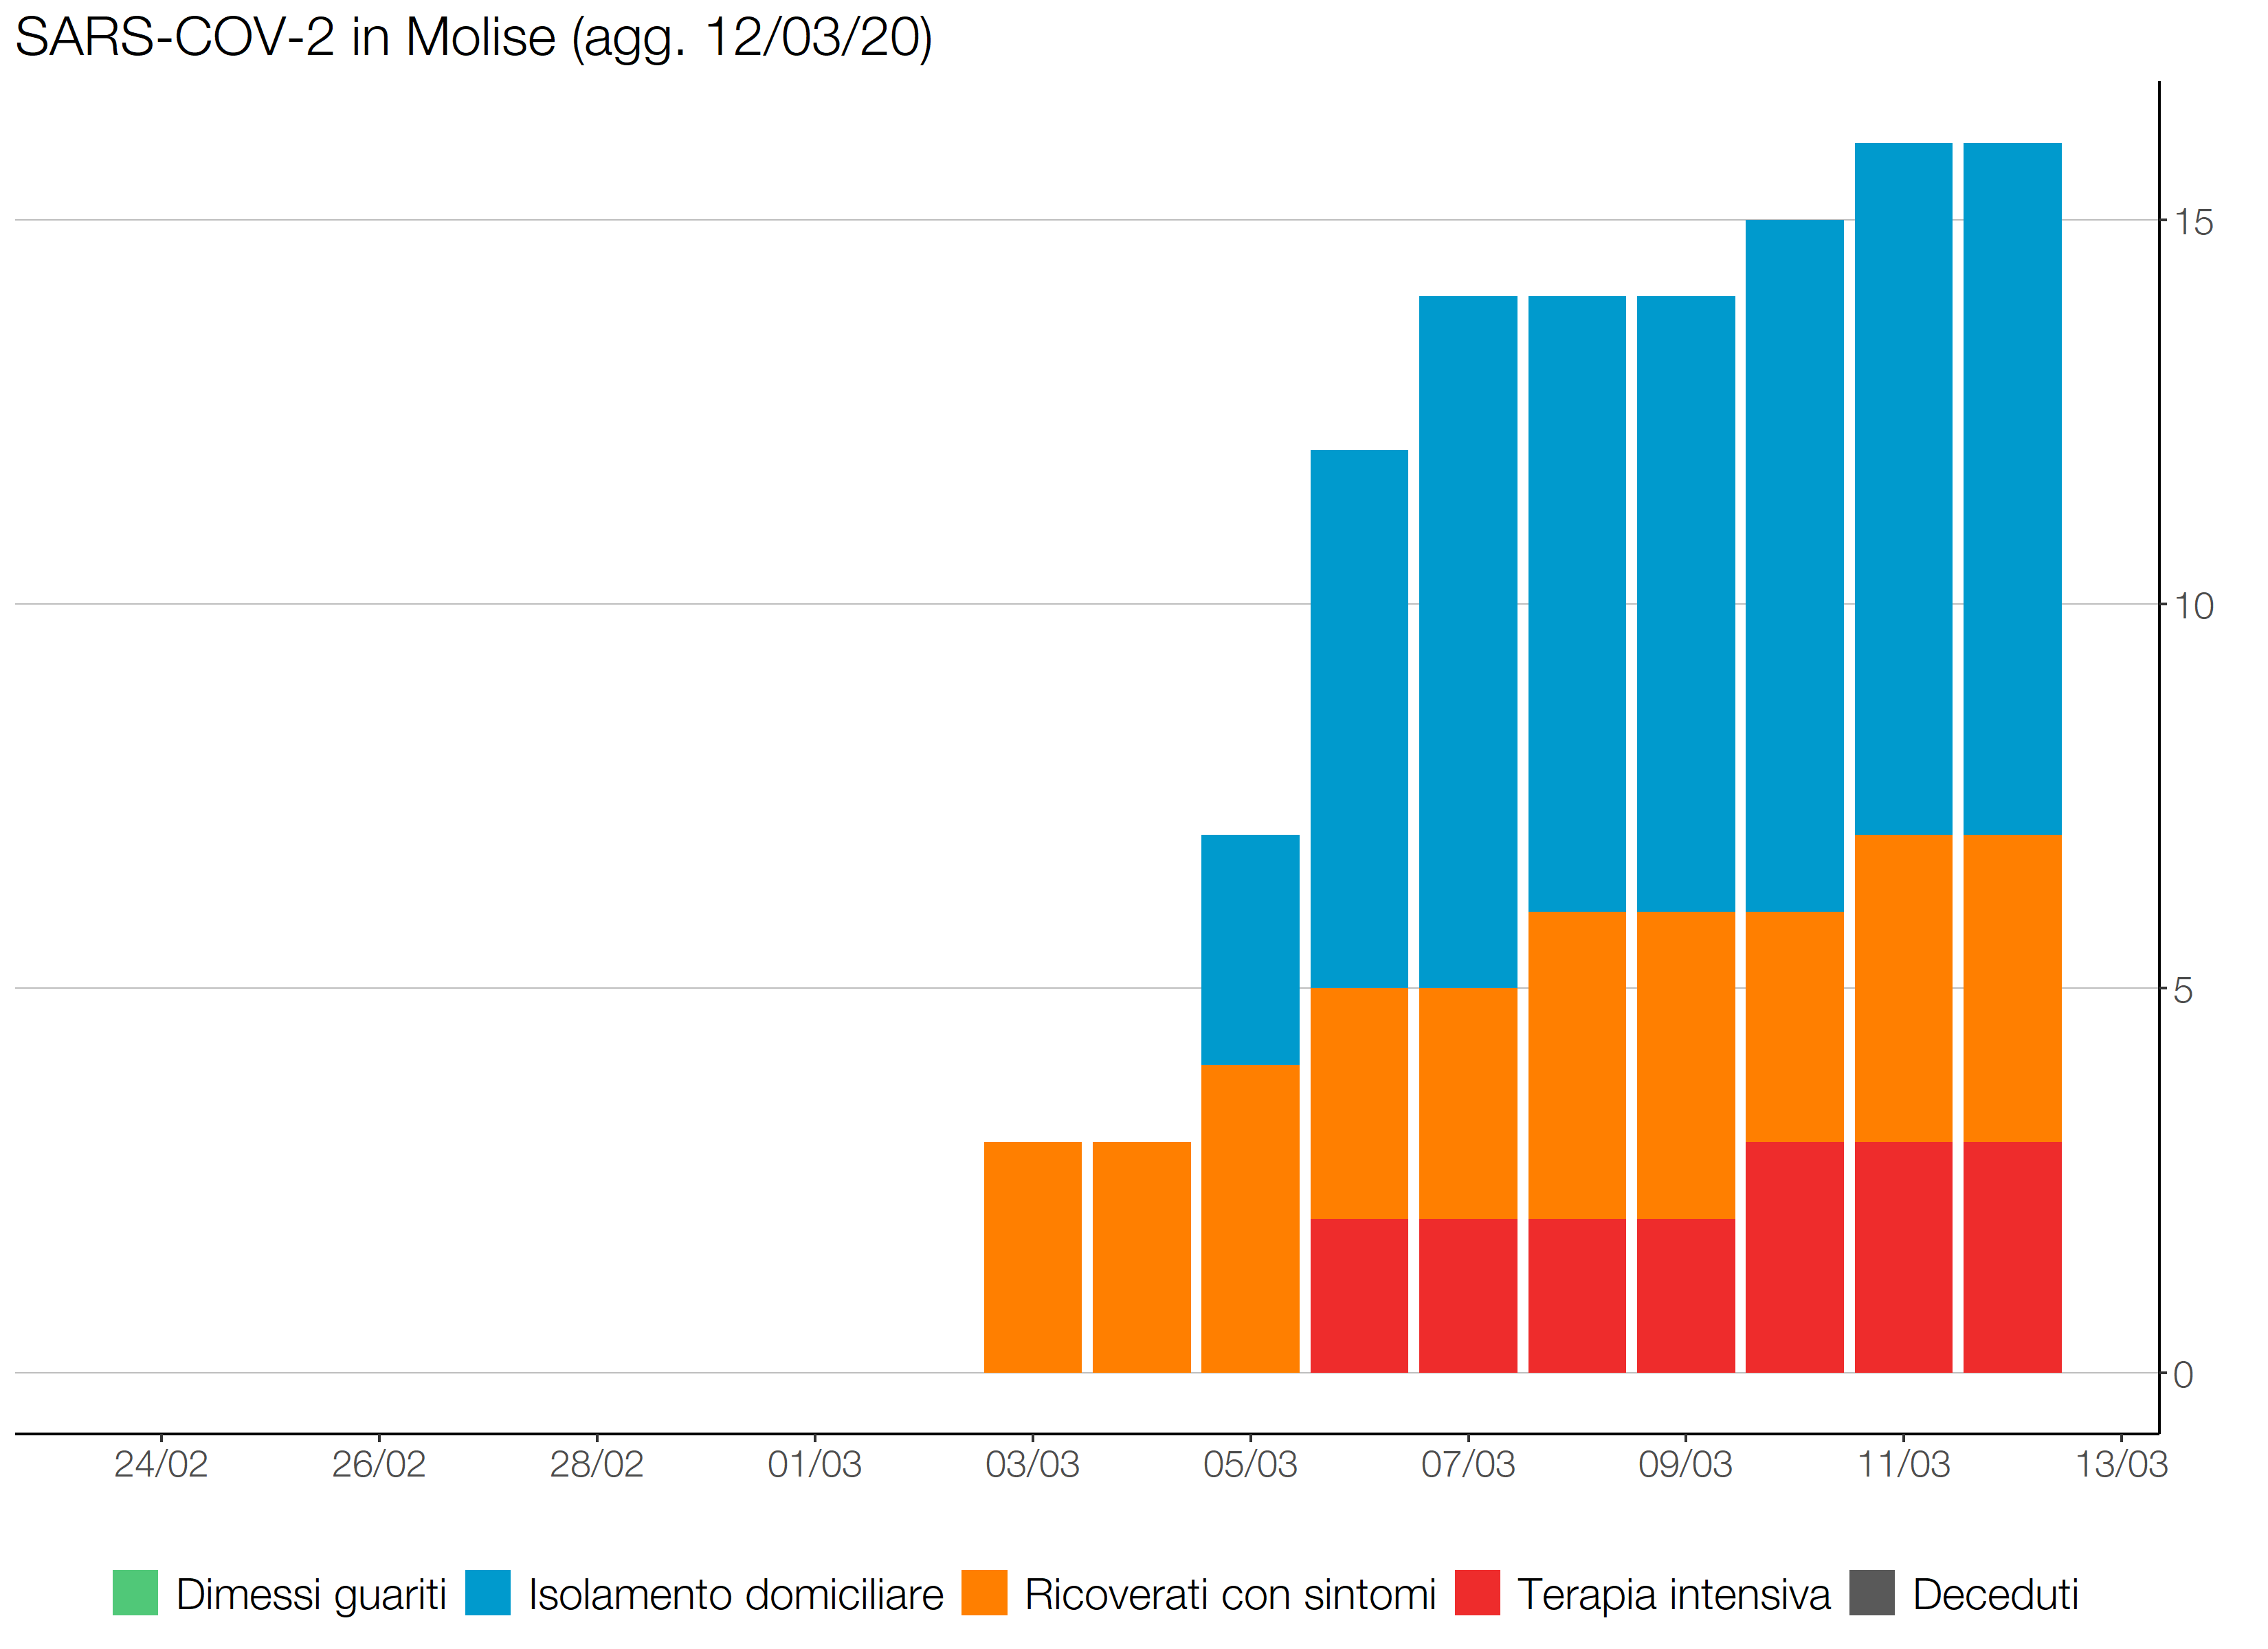 SARS-COV-2 in Molise (agg. 12/03/20)
15
10
5
0
24/02 26/02 28/02 01/03 03/03 05/03 07/03 09/03 11/03 13/03
Dimessi guariti Isolamento domiciliare Ricoverati con sintomi Terapia intensiva Deceduti